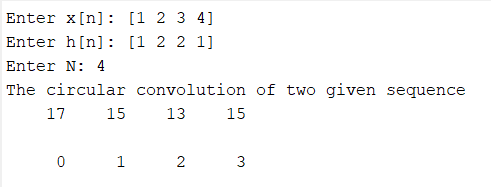 Enter x[n]: [1 2 3 4]
Enter h[n]: [1 2 2 1]
Enter N: 4
The circular convolution of two given sequence
17 15 13 15
0 1 2 3